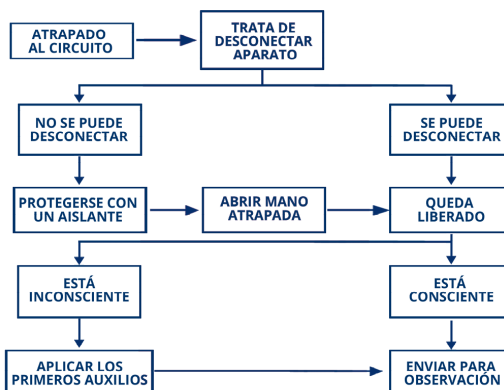 ATRAPADO
AL CIRCUITO
TRATA DE
DESCONECTAR
APARATO
NO SE PUEDE
DESCONECTAR
SE PUEDE
DESCONECTAR
PROTEGERSE CON
UN AISLANTE
ABRIR MANO
ATRAPADA
QUEDA
LIBERADO
ESTÁ
INCONSCIENTE
ESTÁ
CONSCIENTE
APLICAR LOS
PRIMEROS AUXILIOS
ENVIAR PARA
OBSERVACIÓN